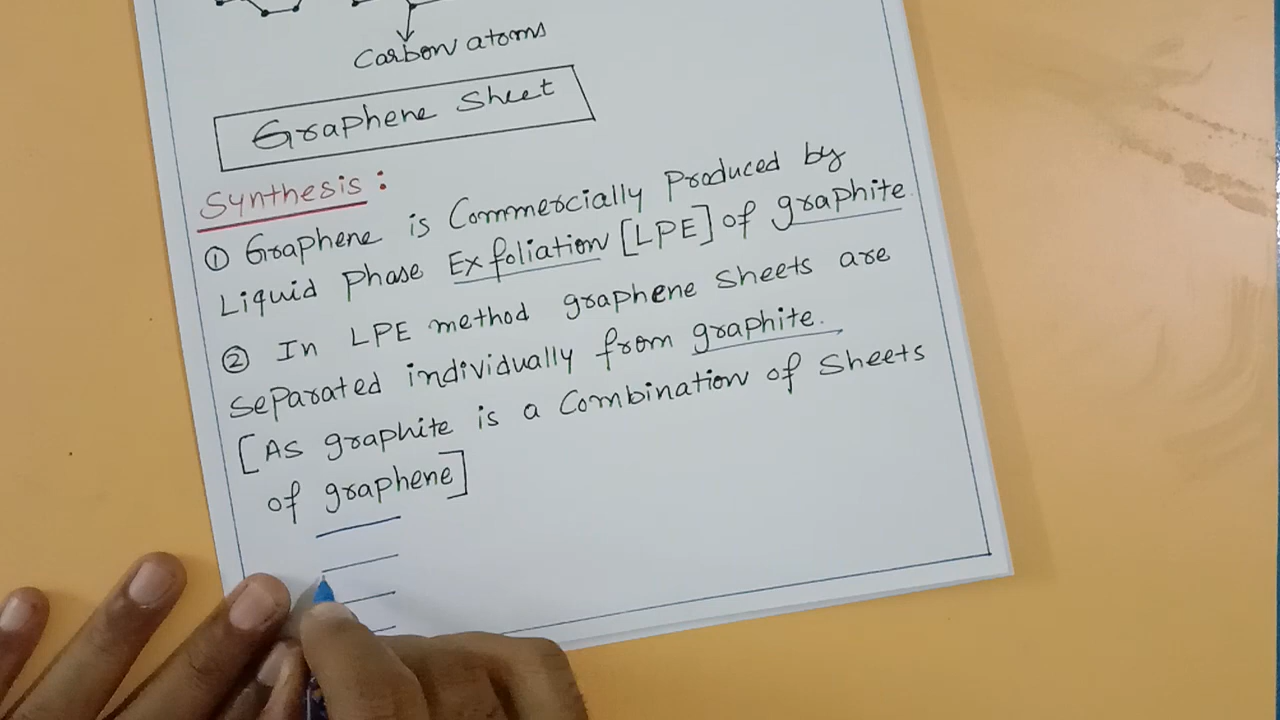 Carbon atoms
Graphene Sheet
Synthesis :
① Graphene is Commercially Produced by
Liquid Phase Exfoliation [LPE] of graphite
② In LPE method graphene Sheets are
separated individually from graphite.
[As graphite is a Combination of Sheets
of graphene]